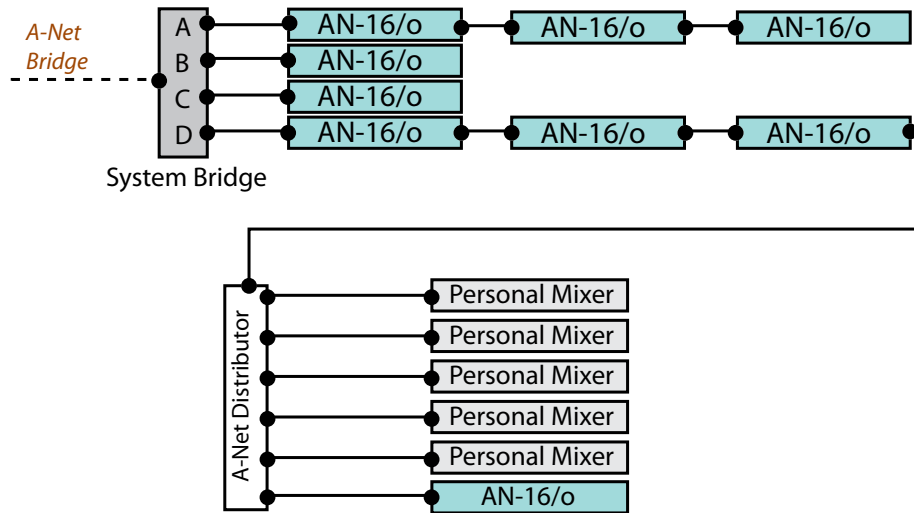 A-Net
Bridge
A
B
C
D
AN-16/o
AN-16/o
AN-16/o
AN-16/o
AN-16/o
AN-16/o
AN-16/o
AN-16/o
System Bridge
A-Net Distributor
Personal Mixer
Personal Mixer
Personal Mixer
Personal Mixer
Personal Mixer
AN-16/o